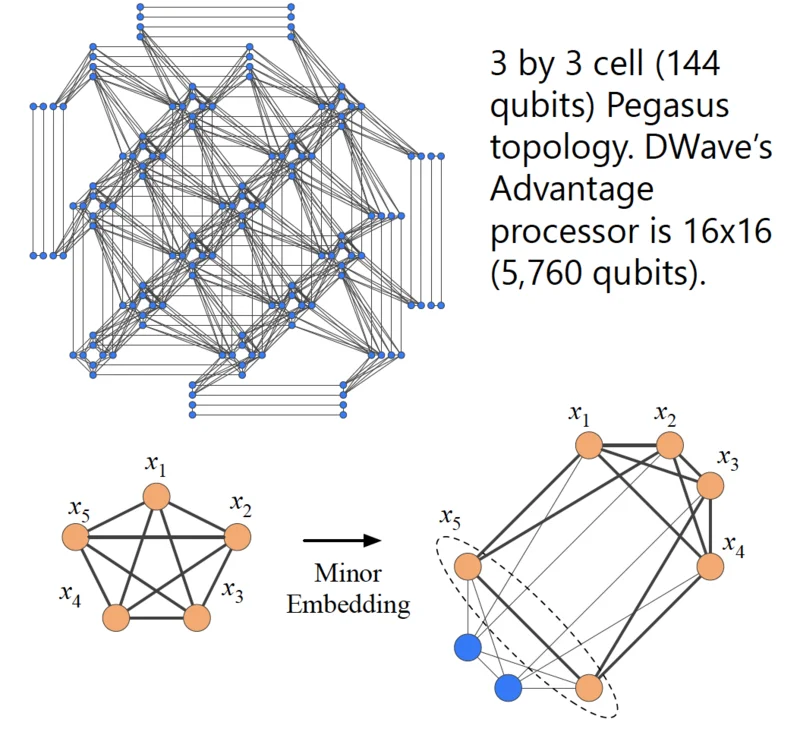 3 by 3 cell (144
qubits) Pegasus
topology. DWave’s
Advantage
processor is 16x16
(5,760 qubits).
x1
x2
x3
x4
x5
x1
x5
x2
x4
x3
Minor
Embedding